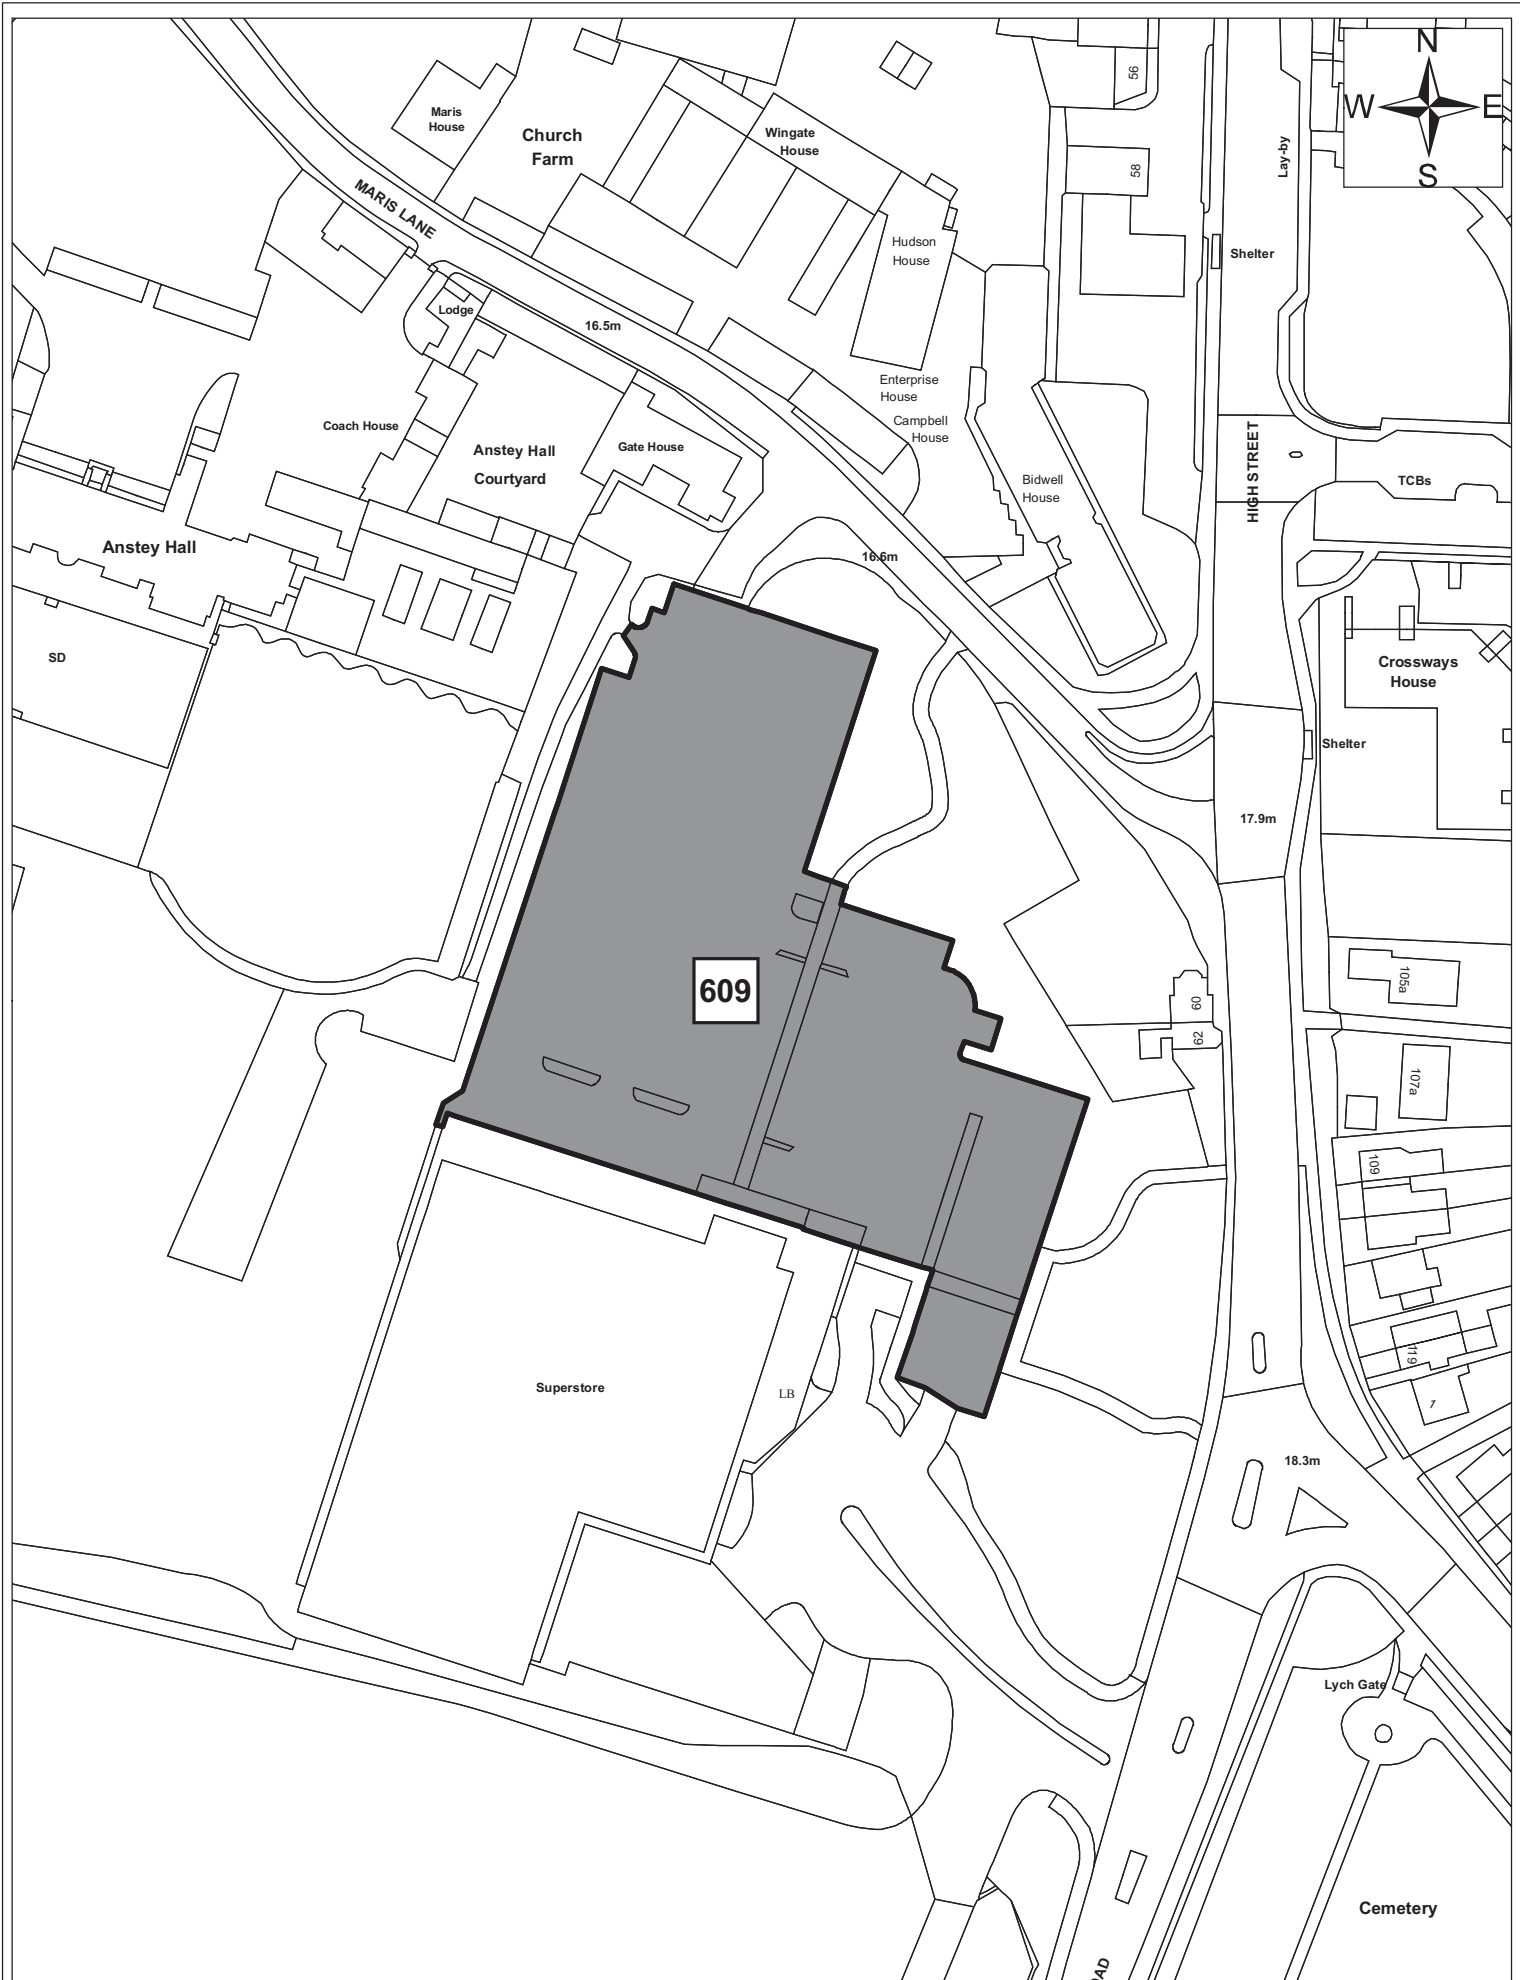 N
W E
S
56
Maris
House
Church
Farm
Wingate
House
Lay-by
58
MARIS LANE
Hudson
House
Shelter
Lodge
16.5m
Enterprise
House
Campbell
House
Coach House
Anstey Hall
Courtyard
Gate House
Bidwell
House
HIGH STREET
TCBs
Anstey Hall
16.6m
SD
Crossways
House
Shelter
17.9m
609
105a
60
62
107a
109
119
1
Superstore
LB
18.3m
Lych Gate
Cemetery